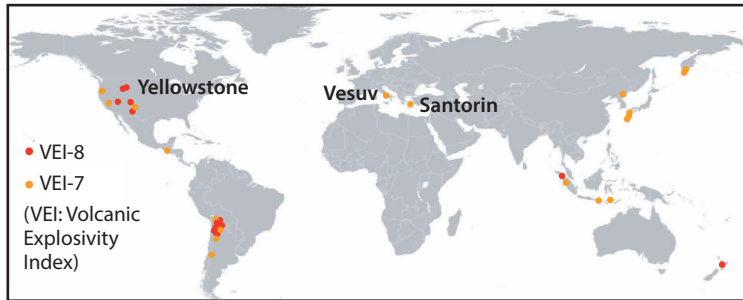 Yellowstone
Vesuv
Santorin
VEI-8
VEI-7
(VEI: Volcanic
Explosivity
Index)